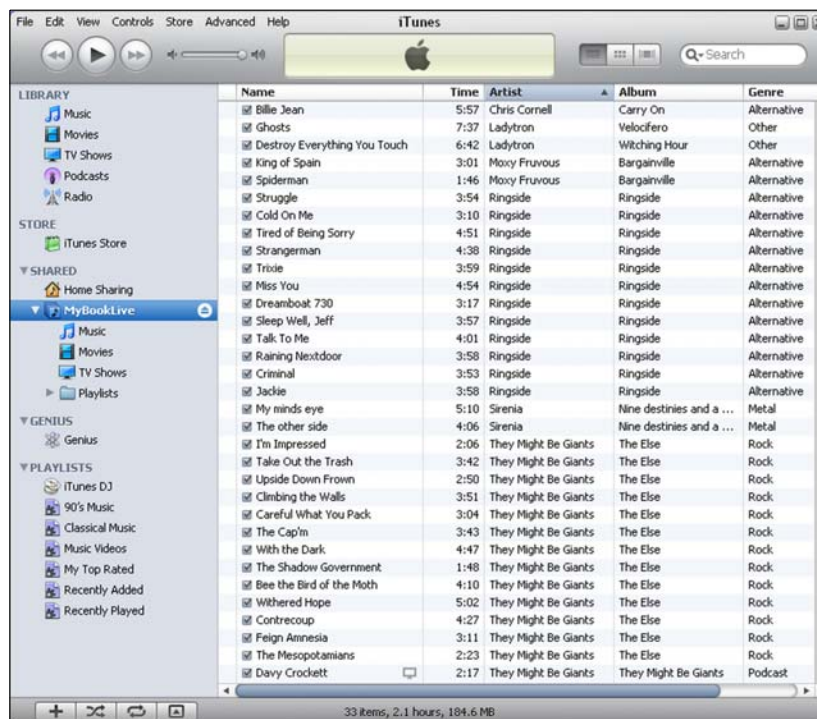 File Edit View Controls Store Advanced Help iTunes
Search
LIBRARY
Music
Movies
TV Shows
Podcasts
Radio
STORE
iTunes Store
SHARED
Home Sharing
MyBookLive
Music
Movies
TV Shows
Playlists
GENIUS
Genius
PLAYLISTS
iTunes DJ
90's Music
Classical Music
Music Videos
My Top Rated
Recently Added
Recently Played
Name Time Artist Album Genre
Billie Jean 5:57 Chris Cornell Carry On Alternative
Ghosts 7:37 Ladytron Velocifero Other
Destroy Everything You Touch 6:42 Ladytron Witching Hour Other
King of Spain 3:01 Moxy Fruvous Bargainville Alternative
Spiderman 1:46 Moxy Fruvous Bargainville Alternative
Struggle 3:54 Ringside Ringside Alternative
Cold On Me 3:10 Ringside Ringside Alternative
Tired of Being Sorry 4:51 Ringside Ringside Alternative
Strangerman 4:38 Ringside Ringside Alternative
Trixie 3:59 Ringside Ringside Alternative
Miss You 4:54 Ringside Ringside Alternative
Dreamboat 730 3:17 Ringside Ringside Alternative
Sleep Well, Jeff 3:57 Ringside Ringside Alternative
Talk To Me 4:01 Ringside Ringside Alternative
Raining Nextdoor 3:58 Ringside Ringside Alternative
Criminal 3:53 Ringside Ringside Alternative
Jackie 3:58 Ringside Ringside Alternative
My minds eye 5:10 Sirenia Nine destinies and a ... Metal
The other side 4:06 Sirenia Nine destinies and a ... Metal
I'm Impressed 2:06 They Might Be Giants The Else Rock
Take Out the Trash 3:42 They Might Be Giants The Else Rock
Upside Down Frown 2:50 They Might Be Giants The Else Rock
Climbing the Walls 3:51 They Might Be Giants The Else Rock
Careful What You Pack 3:04 They Might Be Giants The Else Rock
The Cap'm 3:43 They Might Be Giants The Else Rock
With the Dark 4:47 They Might Be Giants The Else Rock
The Shadow Government 1:48 They Might Be Giants The Else Rock
Bee the Bird of the Moth 4:10 They Might Be Giants The Else Rock
Withered Hope 5:02 They Might Be Giants The Else Rock
Contrecoup 4:27 They Might Be Giants The Else Rock
Feign Amnesia 3:11 They Might Be Giants The Else Rock
The Mesopotamians 2:23 They Might Be Giants The Else Rock
Davy Crockett 2:17 They Might Be Giants They Might Be Giants Podcast
33 items, 2.1 hours, 184.6 MB